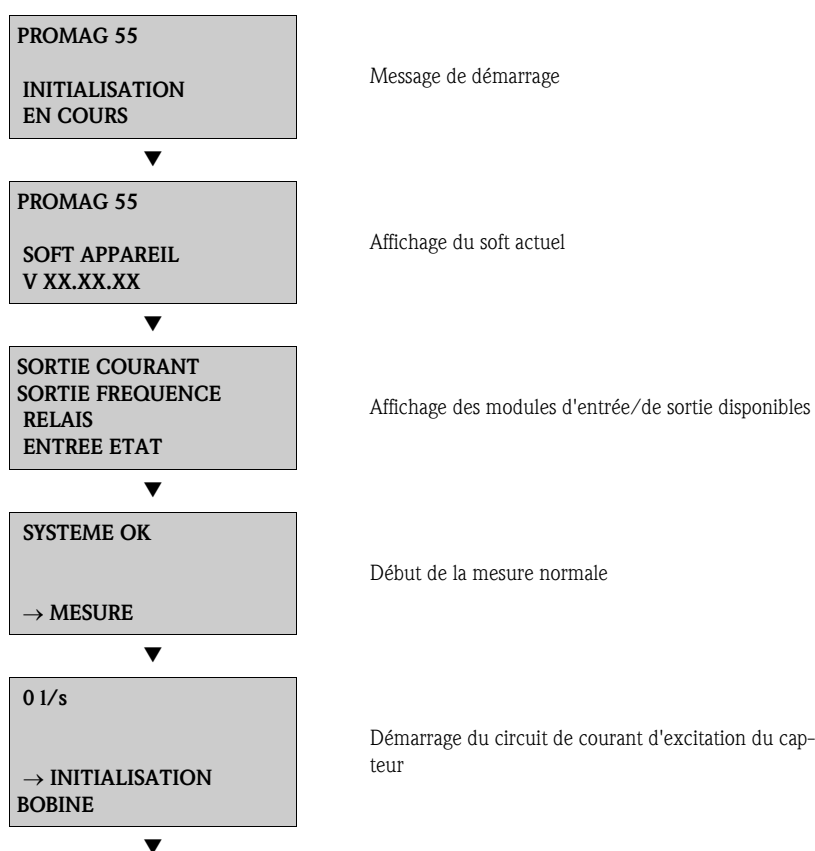 PROMAG 55
INITIALISATION
EN COURS
Message de démarrage
▼
PROMAG 55
SOFT APPAREIL
V XX.XX.XX
Affichage du soft actuel
▼
SORTIE COURANT
SORTIE FREQUENCE
RELAIS
ENTREE ETAT
Affichage des modules d'entrée/de sortie disponibles
▼
SYSTEME OK
→ MESURE
Début de la mesure normale
▼
0 l/s
→ INITIALISATION
BOBINE
Démarrage du circuit de courant d'excitation du cap-
teur
▼